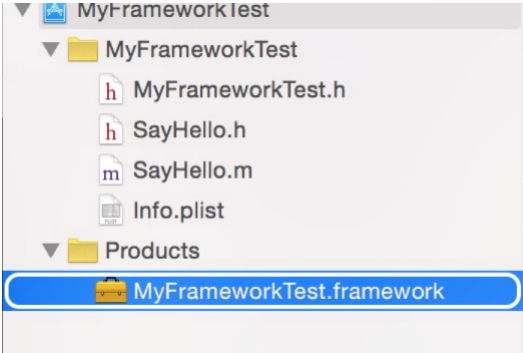 MyFrameworkTest
MyFrameworkTest
h MyFrameworkTest.h
h SayHello.h
m SayHello.m
Info.plist
Products
MyFrameworkTest.framework